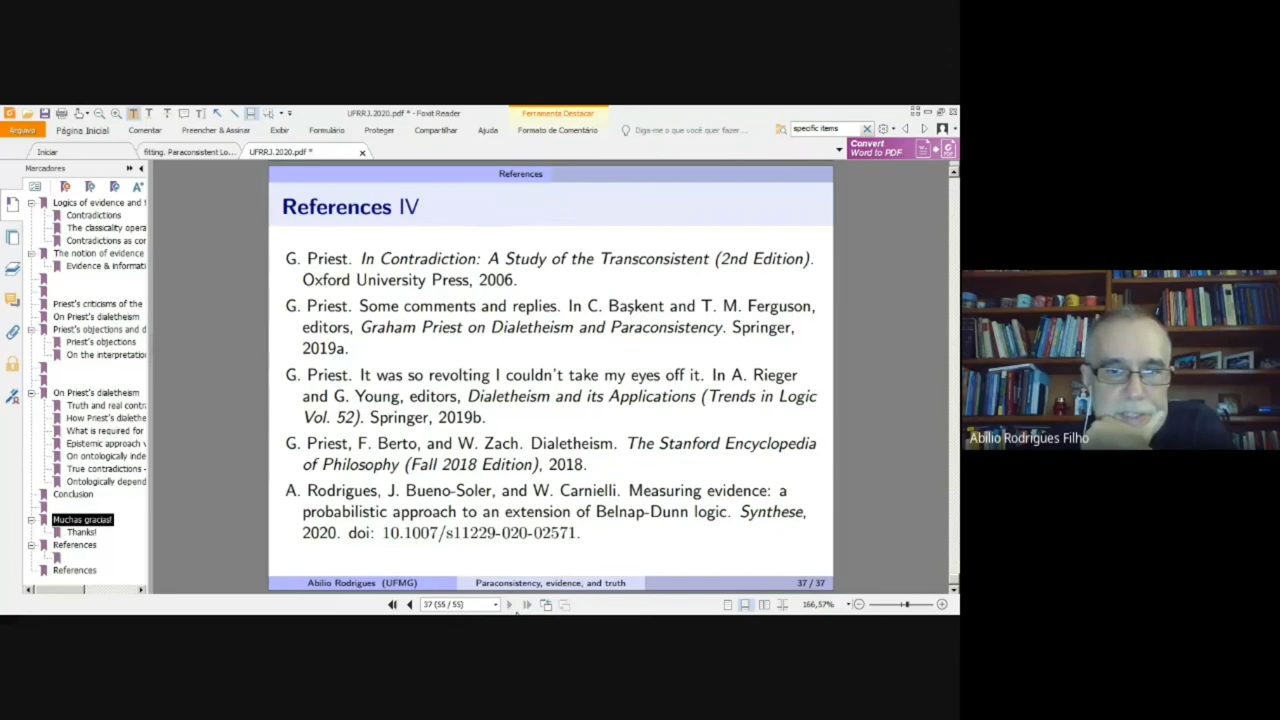 UFRRJ.2020.pdf * - Foxit Reader
Ferramenta Destacar
Arquivo
Página Inicial
Comentar
Preencher & Assinar
Exibir
Formulário
Proteger
Compartilhar
Ajuda
Formato de Comentário
Diga-me o que você quer fazer...
specific items
Iniciar
fitting. Paraconsistent Lo...
UFRRJ.2020.pdf *
Convert
Word to PDF
Marcadores
Logics of evidence and
Contradictions
The classicality opera
Contradictions as con
The notion of evidence
Evidence & informati
Priest's criticisms of the
On Priest's dialetheism
Priest's objections and d
Priest's objections
On the interpretatio
On Priest's dialetheism
Truth and real contr
How Priest's dialethe
What is required for
Epistemic approach v
On ontologically inde
True contradictions -
Ontologically depend
Conclusion
Muchas gracias!
Thanks!
References
References
References
References IV
G. Priest. In Contradiction: A Study of the Transconsistent (2nd Edition).
Oxford University Press, 2006.
G. Priest. Some comments and replies. In C. Başkent and T. M. Ferguson,
editors, Graham Priest on Dialetheism and Paraconsistency. Springer,
2019a.
G. Priest. It was so revolting I couldn't take my eyes off it. In A. Rieger
and G. Young, editors, Dialetheism and its Applications (Trends in Logic
Vol. 52). Springer, 2019b.
G. Priest, F. Berto, and W. Zach. Dialetheism. The Stanford Encyclopedia
of Philosophy (Fall 2018 Edition), 2018.
A. Rodrigues, J. Bueno-Soler, and W. Carnielli. Measuring evidence: a
probabilistic approach to an extension of Belnap-Dunn logic. Synthese,
2020. doi: 10.1007/s11229-020-02571.
Abilio Rodrigues (UFMG)
Paraconsistency, evidence, and truth
37 / 37
37 (55 / 55)
166,57%
Abílio Rodrigues Filho